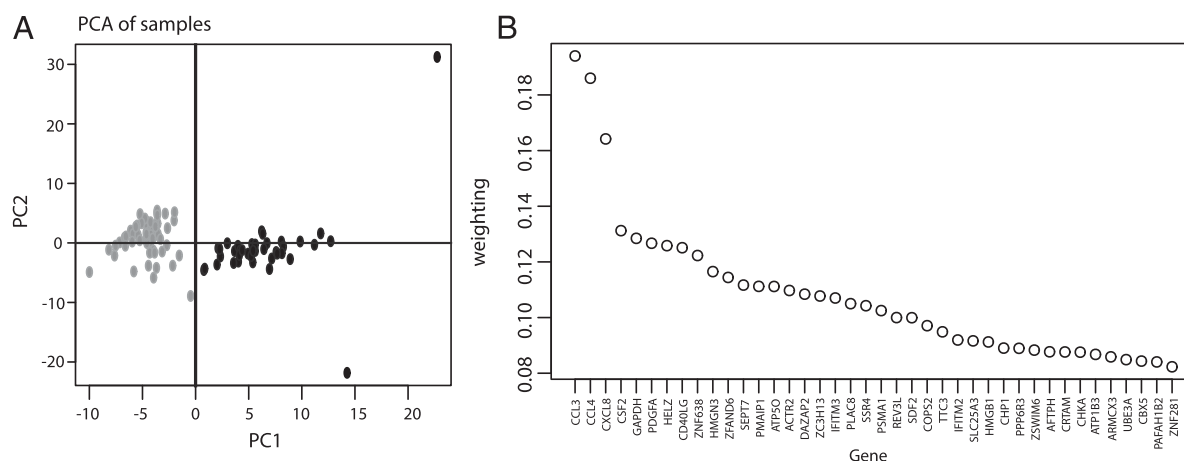 A
PCA of samples
30
20
10
0
-10
-20
PC2
-10
-5
0
5
10
15
20
PC1
B
0.18
0.16
0.14
0.12
0.10
0.08
weighting
CCL3
CCL4
CXCL8
CSF2
GAPDH
PDGFA
HELZ
CD40LG
ZNF638
HMGN3
ZFAND6
SEPT7
PMAIP1
ATP5O
ACTR2
DAZAP2
ZC3H13
IFITM3
PLAC8
SSR4
PSMA1
REV3L
SDF2
COPS2
TTC3
IFITM2
SLC25A3
HMGB1
CHP1
PPP6R3
ZSWIM6
AFTPH
CRTAM
CHKA
ATP1B3
ARMCX3
UBE3A
CBX5
PAFAH1B2
ZNF281
Gene